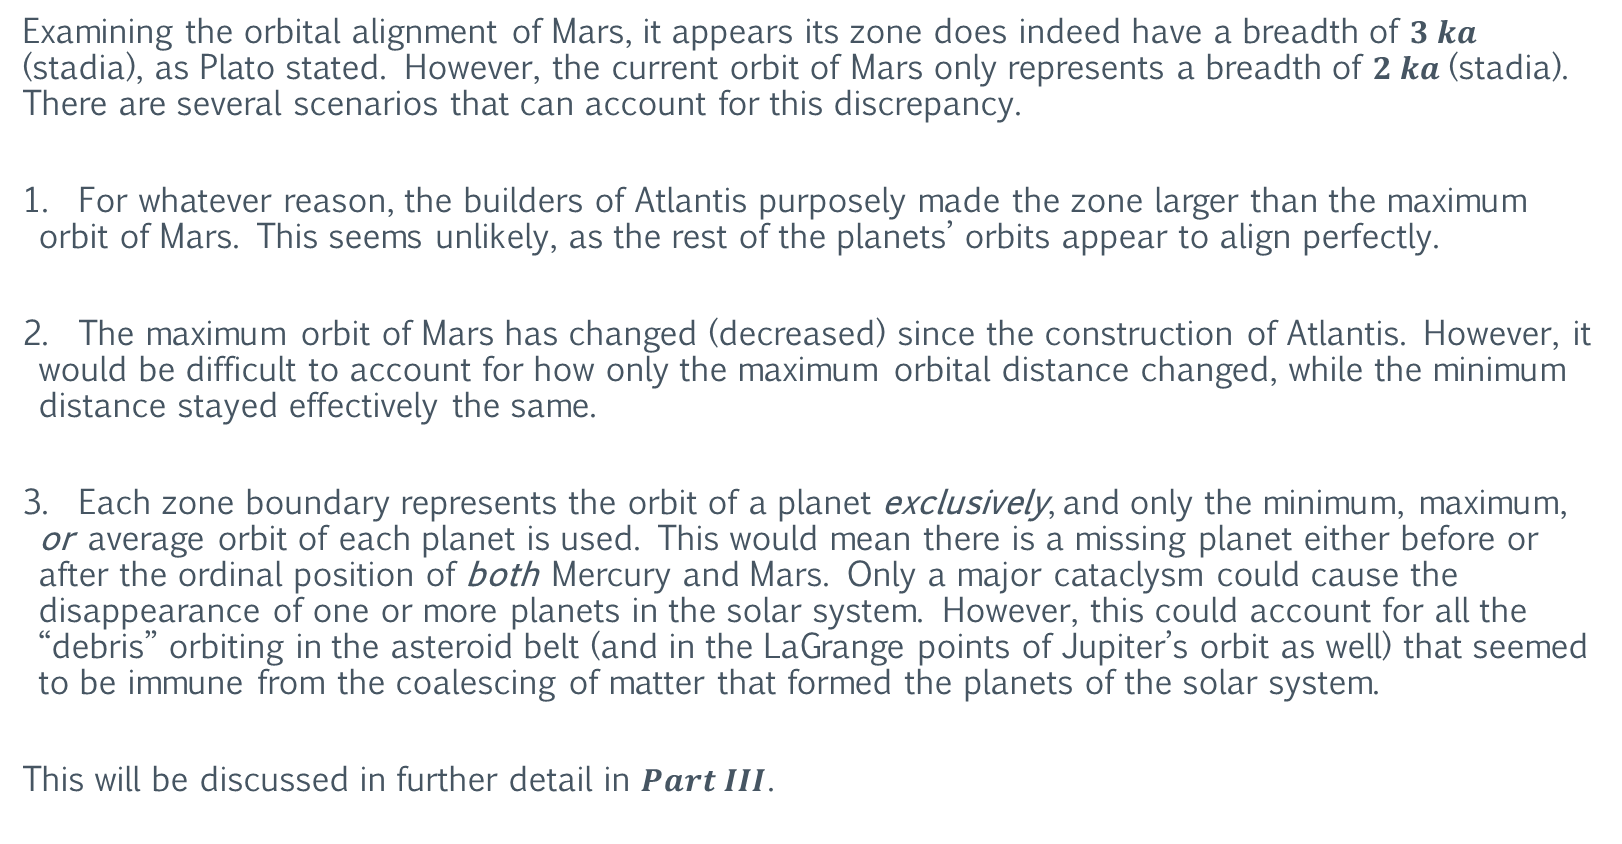 Examining the orbital alignment of Mars, it appears its zone does indeed have a breadth of 3 ka
(stadia), as Plato stated. However, the current orbit of Mars only represents a breadth of 2 ka (stadia).
There are several scenarios that can account for this discrepancy.
1. For whatever reason, the builders of Atlantis purposely made the zone larger than the maximum
orbit of Mars. This seems unlikely, as the rest of the planets’ orbits appear to align perfectly.
2. The maximum orbit of Mars has changed (decreased) since the construction of Atlantis. However, it
would be difficult to account for how only the maximum orbital distance changed, while the minimum
distance stayed effectively the same.
3. Each zone boundary represents the orbit of a planet exclusively, and only the minimum, maximum,
or average orbit of each planet is used. This would mean there is a missing planet either before or
after the ordinal position of both Mercury and Mars. Only a major cataclysm could cause the
disappearance of one or more planets in the solar system. However, this could account for all the
“debris” orbiting in the asteroid belt (and in the LaGrange points of Jupiter’s orbit as well) that seemed
to be immune from the coalescing of matter that formed the planets of the solar system.
This will be discussed in further detail in Part III.